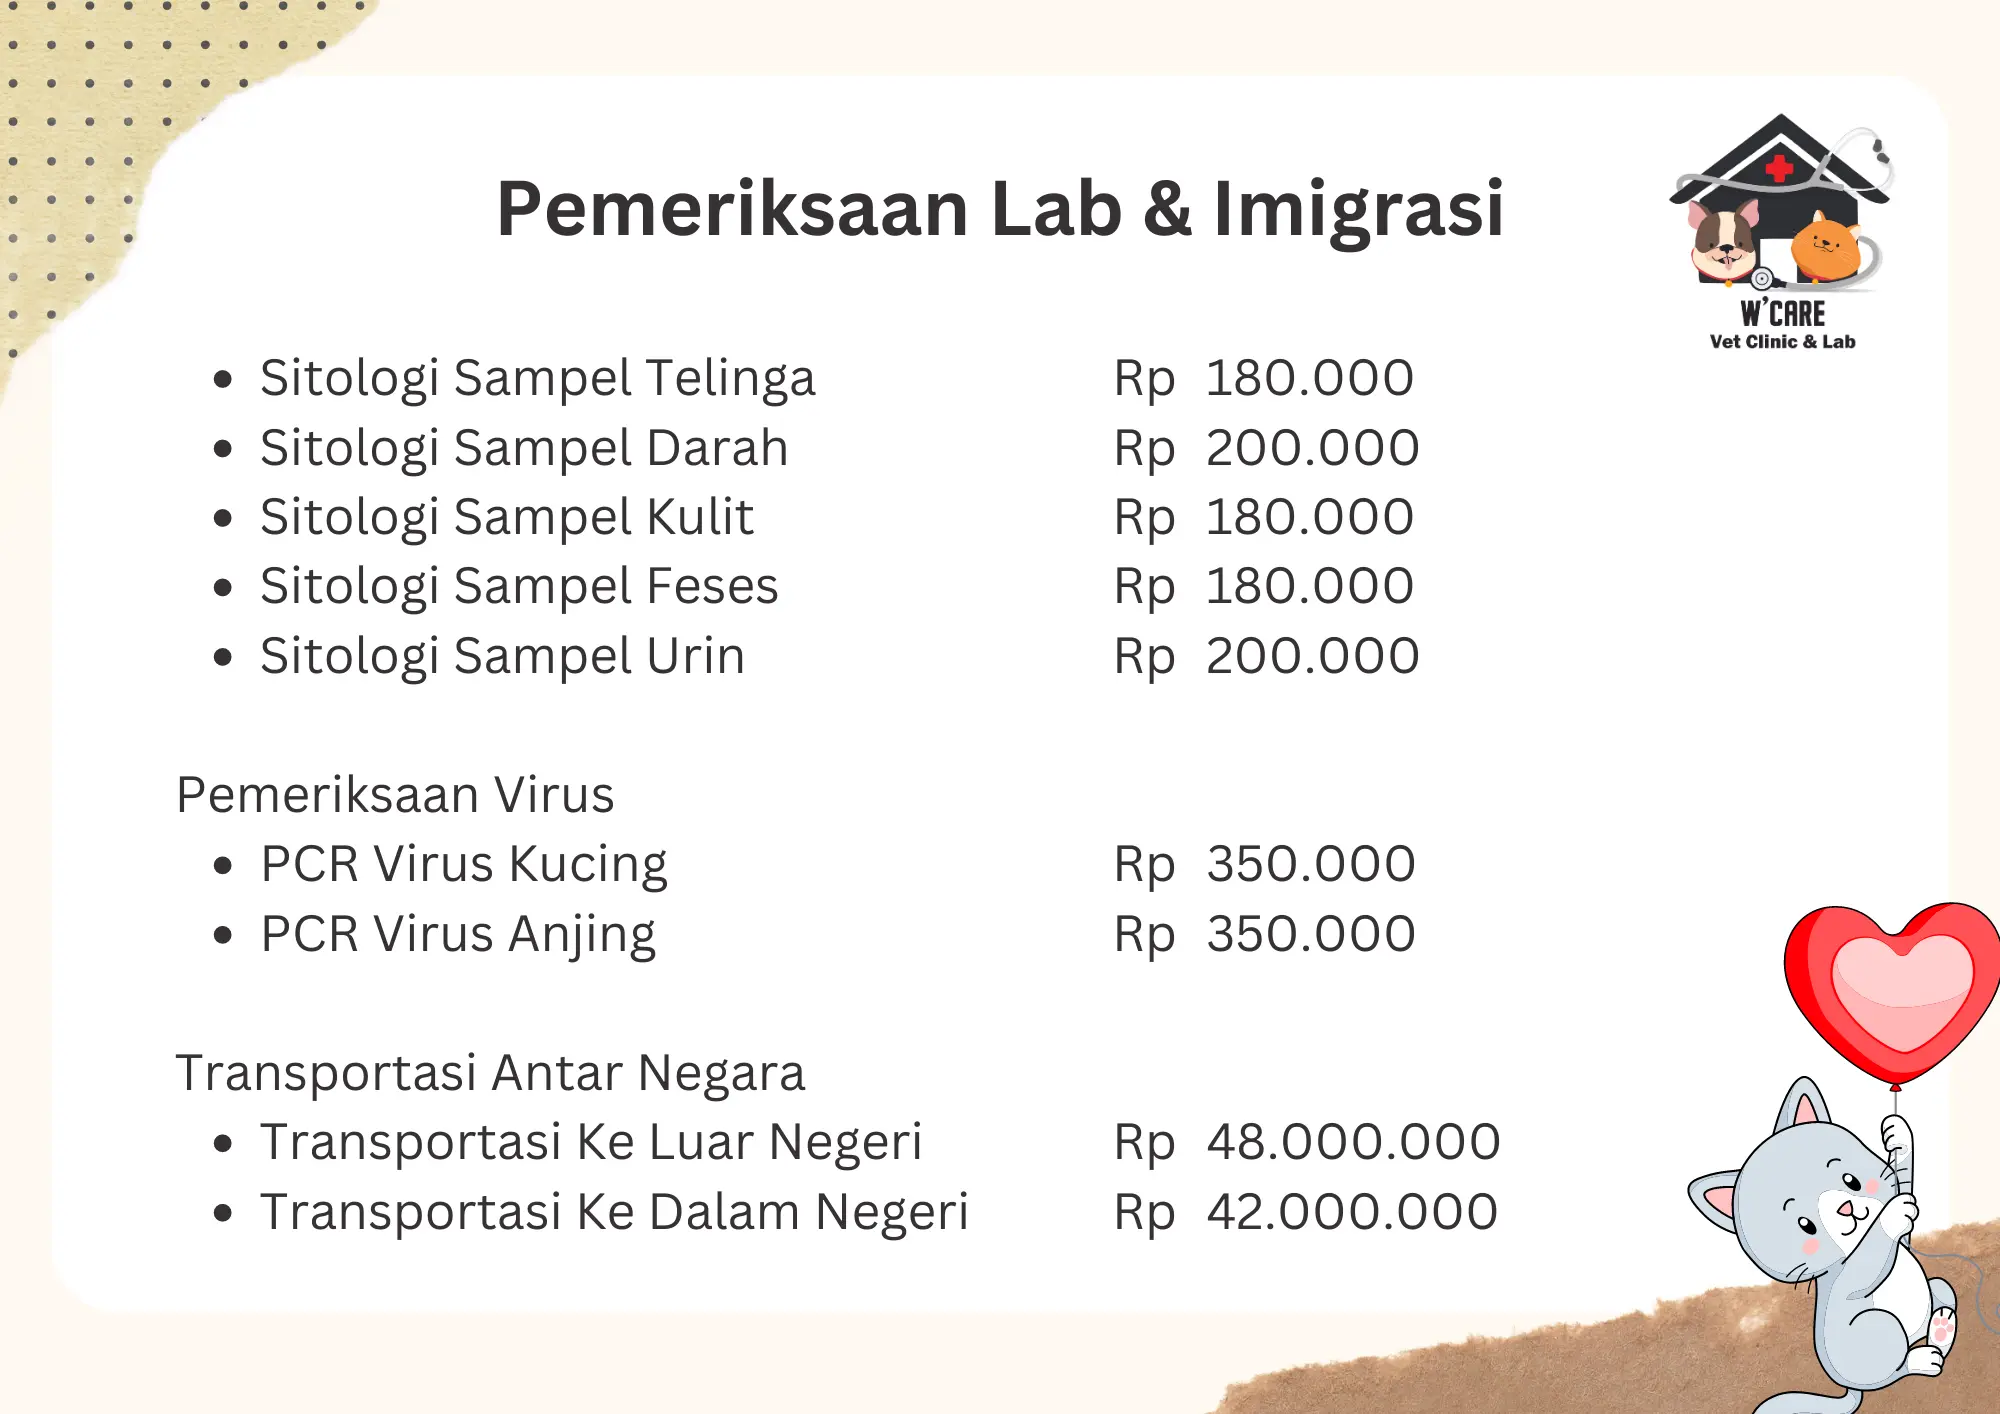 Pemeriksaan Lab & Imigrasi
W'CARE
Vet Clinic & Lab
• Sitologi Sampel Telinga Rp 180.000
• Sitologi Sampel Darah Rp 200.000
• Sitologi Sampel Kulit Rp 180.000
• Sitologi Sampel Feses Rp 180.000
• Sitologi Sampel Urin Rp 200.000
Pemeriksaan Virus
• PCR Virus Kucing Rp 350.000
• PCR Virus Anjing Rp 350.000
Transportasi Antar Negara
• Transportasi Ke Luar Negeri Rp 48.000.000
• Transportasi Ke Dalam Negeri Rp 42.000.000